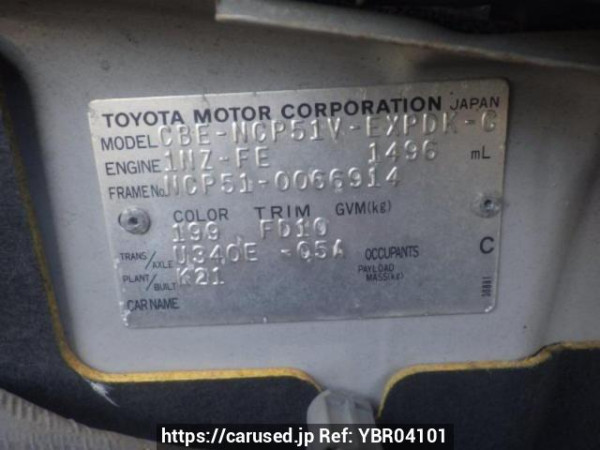 TOYOTA MOTOR CORPORATION JAPAN
MODEL CBE-NCP51V-EXPDK-G
ENGINE 1NZ-FE 1496 mL
FRAME No. NCP51-0066914
COLOR TRIM GVM(kg)
199 FD10
TRANS/AXLE U340E -05A OCCUPANTS C
PLANT/BUILT K21 PAYLOAD MASS(kg)
CAR NAME
https://carused.jp Ref: YBR04101